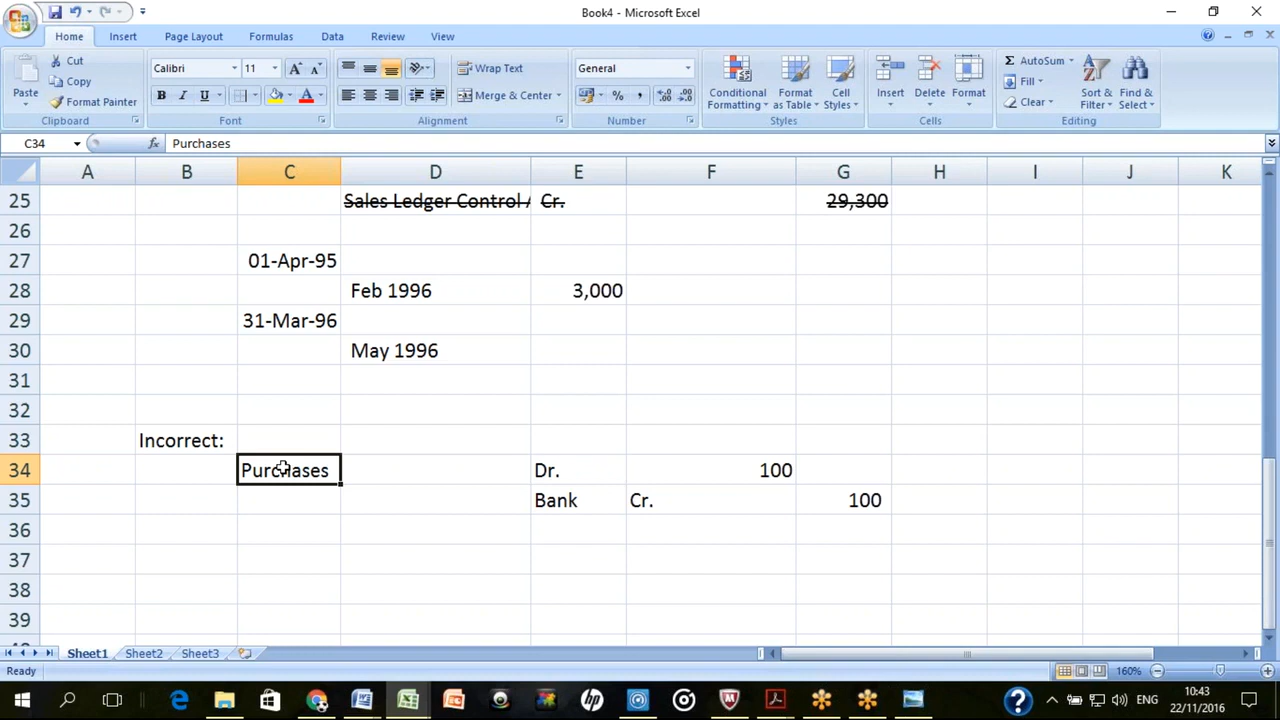 Book4 - Microsoft Excel
Home Insert Page Layout Formulas Data Review View
Paste
Cut
Copy
Format Painter
Clipboard
Calibri 11
B I U
Font
Wrap Text
Merge & Center
Alignment
General
%
Number
Conditional Formatting
Format as Table
Cell Styles
Styles
Insert Delete Format
Cells
AutoSum
Fill
Clear
Sort & Filter
Find & Select
Editing
C34 fx Purchases
A B C D E F G H I J K
25 Sales Ledger Control Cr. 29,300
26
27 01-Apr-95
28 Feb 1996 3,000
29 31-Mar-96
30 May 1996
31
32
33 Incorrect:
34 Purchases Dr. 100
35 Bank Cr. 100
36
37
38
39
Sheet1 Sheet2 Sheet3
Ready 160%
ENG 10:43
22/11/2016